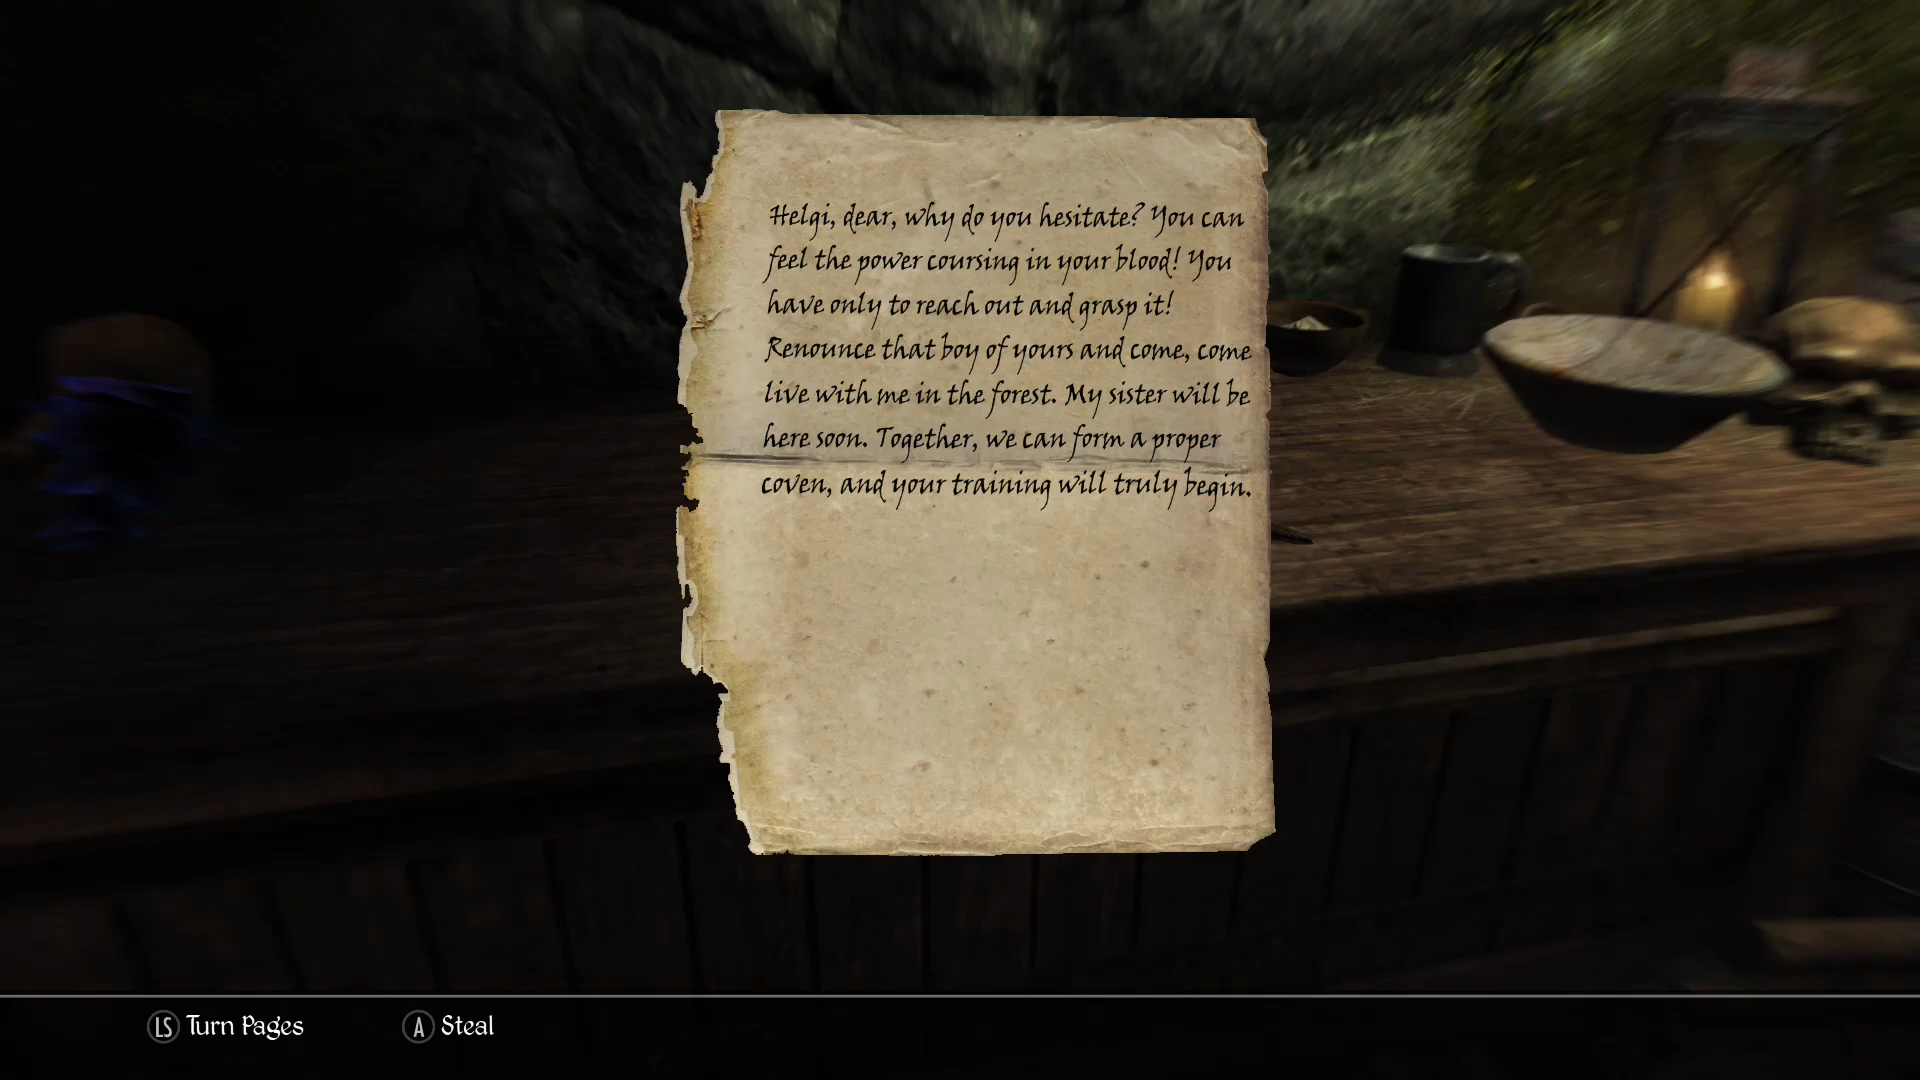 Helgi, dear, why do you hesitate? You can
feel the power coursing in your blood! You
have only to reach out and grasp it!
Renounce that boy of yours and come, come
live with me in the forest. My sister will be
here soon. Together, we can form a proper
coven, and your training will truly begin.
LS Turn Pages
A Steal